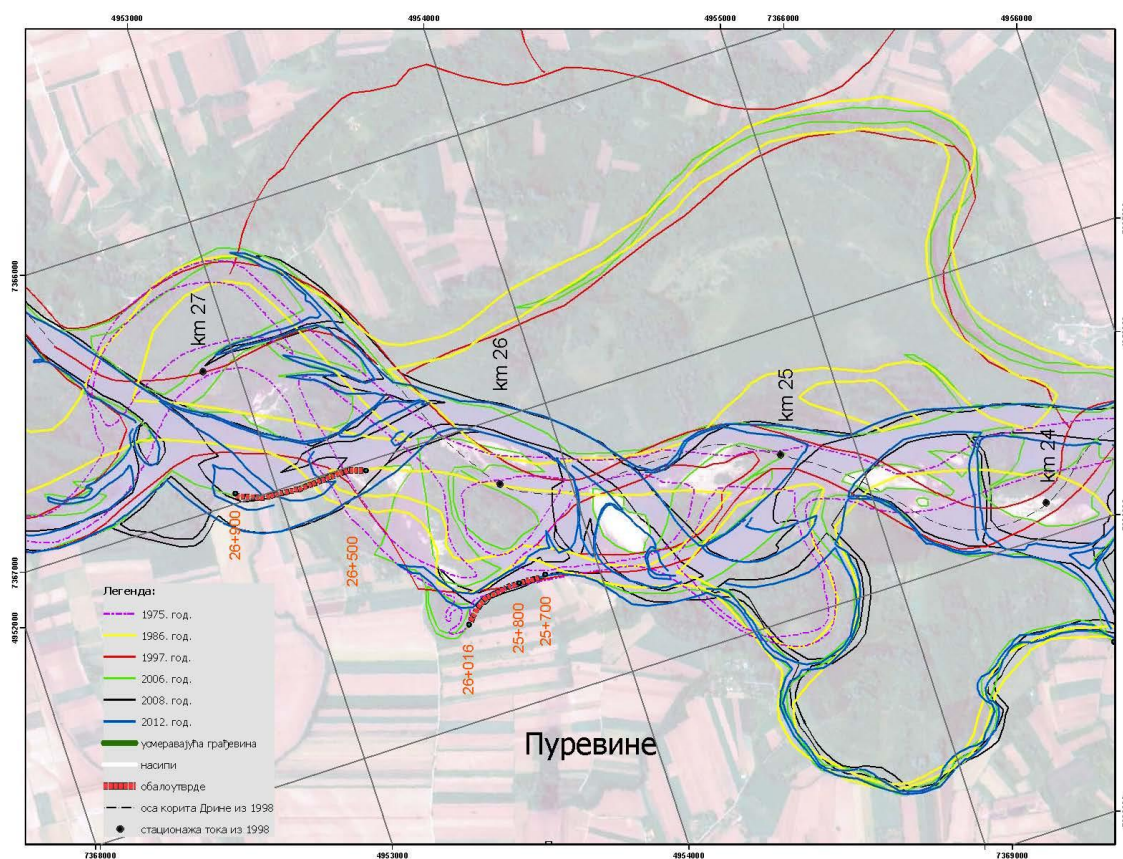 4953000
4954000
4955000
7366000
4956000
7366000
km 27
km 26
km 25
km 24
26+900
26+500
26+016
25+800
25+700
7367000
4952000
Пуревине
Легенда:
1975. год.
1986. год.
1997. год.
2006. год.
2008. год.
2012. год.
усмеравајућа грађевина
насипи
обалоутврде
оса корита Дрине из 1998
стационажа тока из 1998
7368000
4953000
4954000
7369000